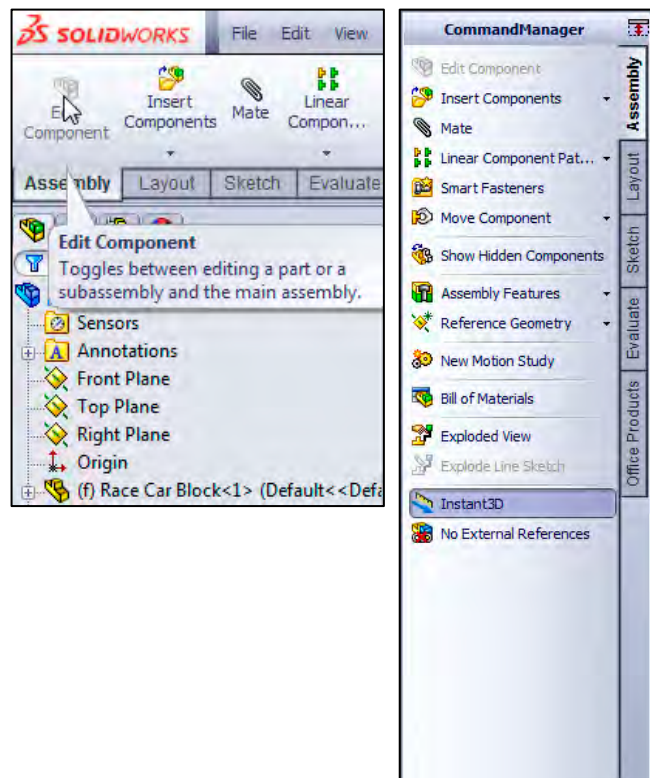 SOLIDWORKS File Edit View
Insert Linear
Component Components Mate Compon...
Assembly Layout Sketch Evaluate
Edit Component
Toggles between editing a part or a
subassembly and the main assembly.
Sensors
A Annotations
Front Plane
Top Plane
Right Plane
Origin
(f) Race Car Block<1> (Default<<Defa
CommandManager
Edit Component
Insert Components
Mate
Linear Component Pat...
Smart Fasteners
Move Component
Show Hidden Components
Assembly Features
Reference Geometry
New Motion Study
Bill of Materials
Exploded View
Explode Line Sketch
Instant3D
No External References
Assembly
Layout
Sketch
Evaluate
Office Products